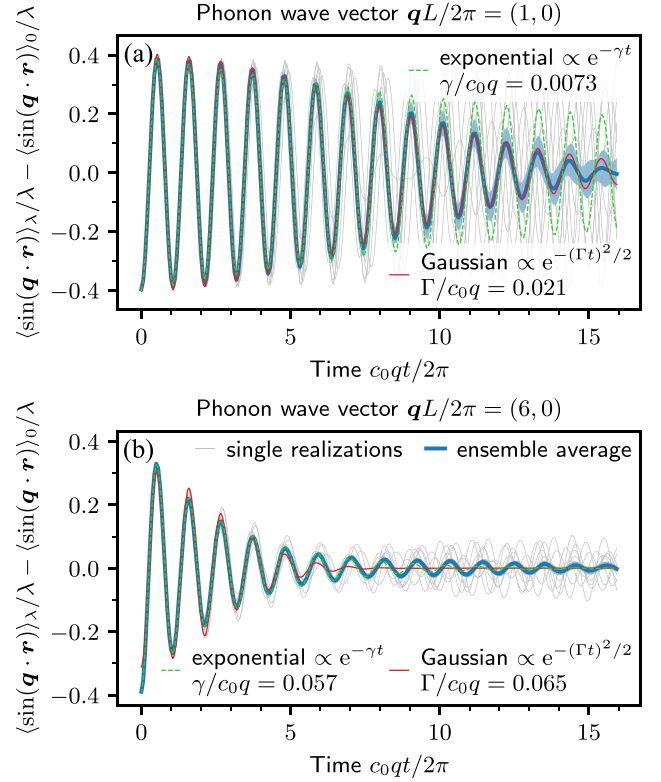 Phonon wave vector qL/2π = (1, 0)
(a)
exponential ∝ e^{−γt}
γ/c₀q = 0.0073
Gaussian ∝ e^{−(Γt)²/2}
Γ/c₀q = 0.021
⟨sin(q · r)⟩_λ/λ − ⟨sin(q · r)⟩₀/λ
0.4
0.2
0.0
−0.2
−0.4
0
5
10
15
Time c₀qt/2π
Phonon wave vector qL/2π = (6, 0)
(b)
single realizations
ensemble average
exponential ∝ e^{−γt}
γ/c₀q = 0.057
Gaussian ∝ e^{−(Γt)²/2}
Γ/c₀q = 0.065
⟨sin(q · r)⟩_λ/λ − ⟨sin(q · r)⟩₀/λ
0.4
0.2
0.0
−0.2
−0.4
0
5
10
15
Time c₀qt/2π